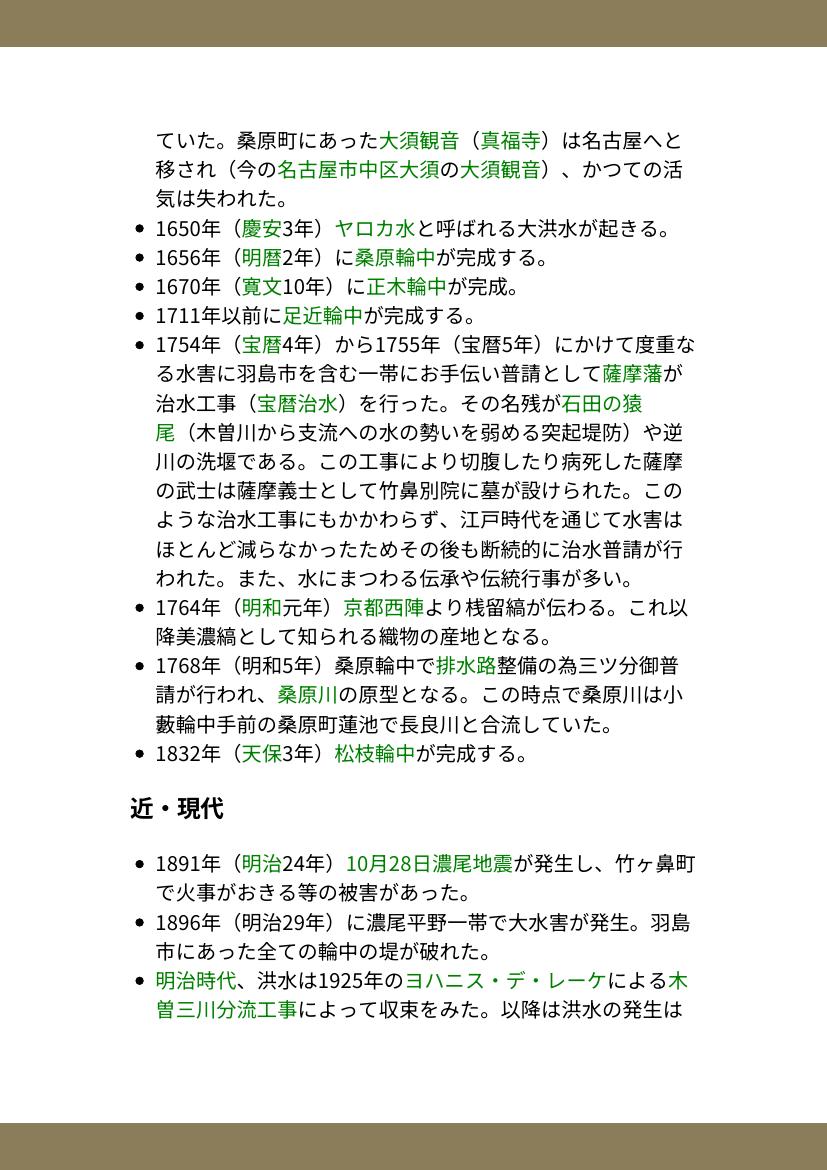 ていた。桑原町にあった大須観音（真福寺）は名古屋へと
移され（今の名古屋市中区大須の大須観音）、かつての活
気は失われた。
• 1650年（慶安3年）ヤロカ水と呼ばれる大洪水が起きる。
• 1656年（明暦2年）に桑原輪中が完成する。
• 1670年（寛文10年）に正木輪中が完成。
• 1711年以前に足近輪中が完成する。
• 1754年（宝暦4年）から1755年（宝暦5年）にかけて度重な
る水害に羽島市を含む一帯にお手伝い普請として薩摩藩が
治水工事（宝暦治水）を行った。その名残が石田の猿
尾（木曽川から支流への水の勢いを弱める突起堤防）や逆
川の洗堰である。この工事により切腹したり病死した薩摩
の武士は薩摩義士として竹鼻別院に墓が設けられた。この
ような治水工事にもかかわらず、江戸時代を通じて水害は
ほとんど減らなかったためその後も断続的に治水普請が行
われた。また、水にまつわる伝承や伝統行事が多い。
• 1764年（明和元年）京都西陣より桟留縞が伝わる。これ以
降美濃縞として知られる織物の産地となる。
• 1768年（明和5年）桑原輪中で排水路整備の為三ツ分御普
請が行われ、桑原川の原型となる。この時点で桑原川は小
藪輪中手前の桑原町蓮池で長良川と合流していた。
• 1832年（天保3年）松枝輪中が完成する。
近・現代
• 1891年（明治24年）10月28日濃尾地震が発生し、竹ヶ鼻町
で火事がおきる等の被害があった。
• 1896年（明治29年）に濃尾平野一帯で大水害が発生。羽島
市にあった全ての輪中の堤が破れた。
• 明治時代、洪水は1925年のヨハニス・デ・レーケによる木
曽三川分流工事によって収束をみた。以降は洪水の発生は